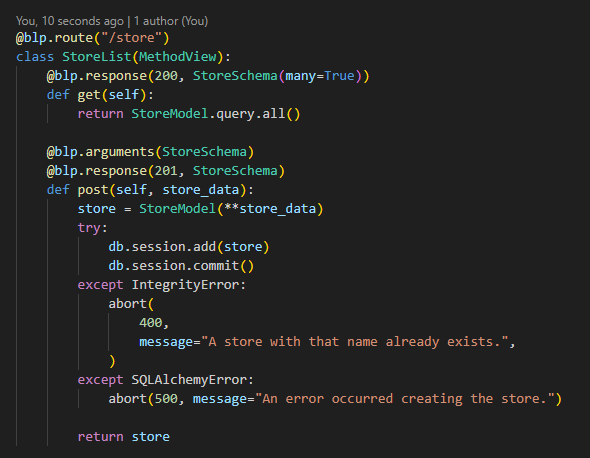 You, 10 seconds ago | 1 author (You)
@blp.route("/store")
class StoreList(MethodView):
    @blp.response(200, StoreSchema(many=True))
    def get(self):
        return StoreModel.query.all()

    @blp.arguments(StoreSchema)
    @blp.response(201, StoreSchema)
    def post(self, store_data):
        store = StoreModel(**store_data)
        try:
            db.session.add(store)
            db.session.commit()
        except IntegrityError:
            abort(
                400,
                message="A store with that name already exists.",
            )
        except SQLAlchemyError:
            abort(500, message="An error occurred creating the store.")

        return store